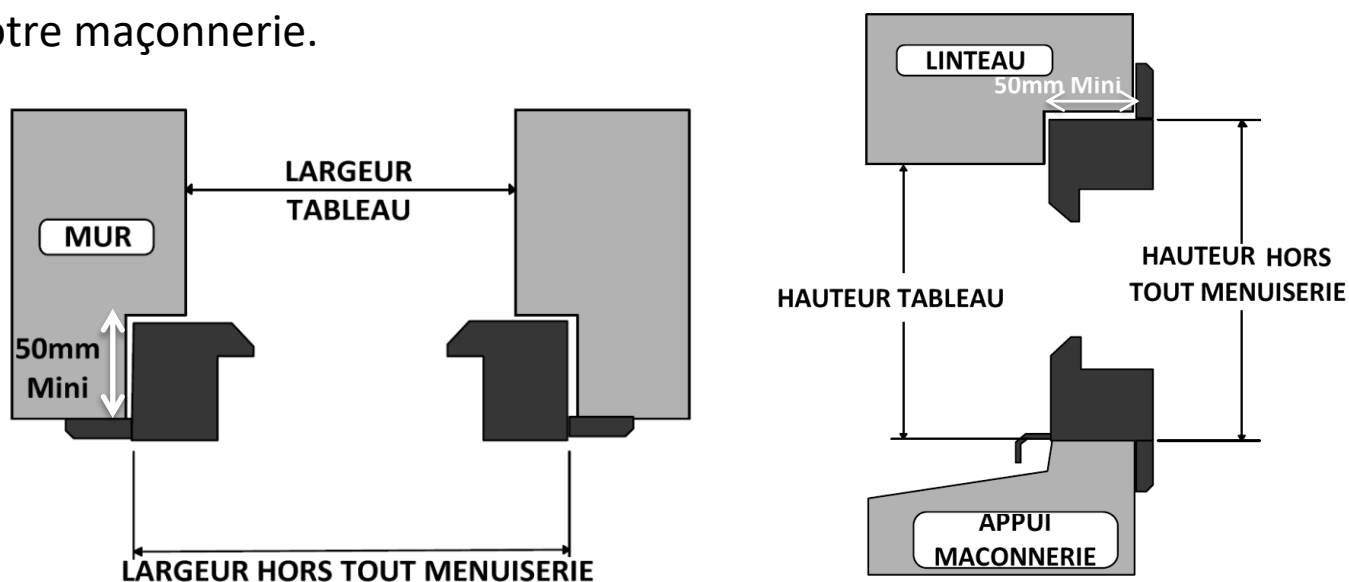 otre maçonnerie.
LARGEUR
TABLEAU
MUR
50mm
Mini
LARGEUR HORS TOUT MENUISERIE
LINTEAU
50mm Mini
HAUTEUR TABLEAU
HAUTEUR HORS
TOUT MENUISERIE
APPUI
MACONNERIE